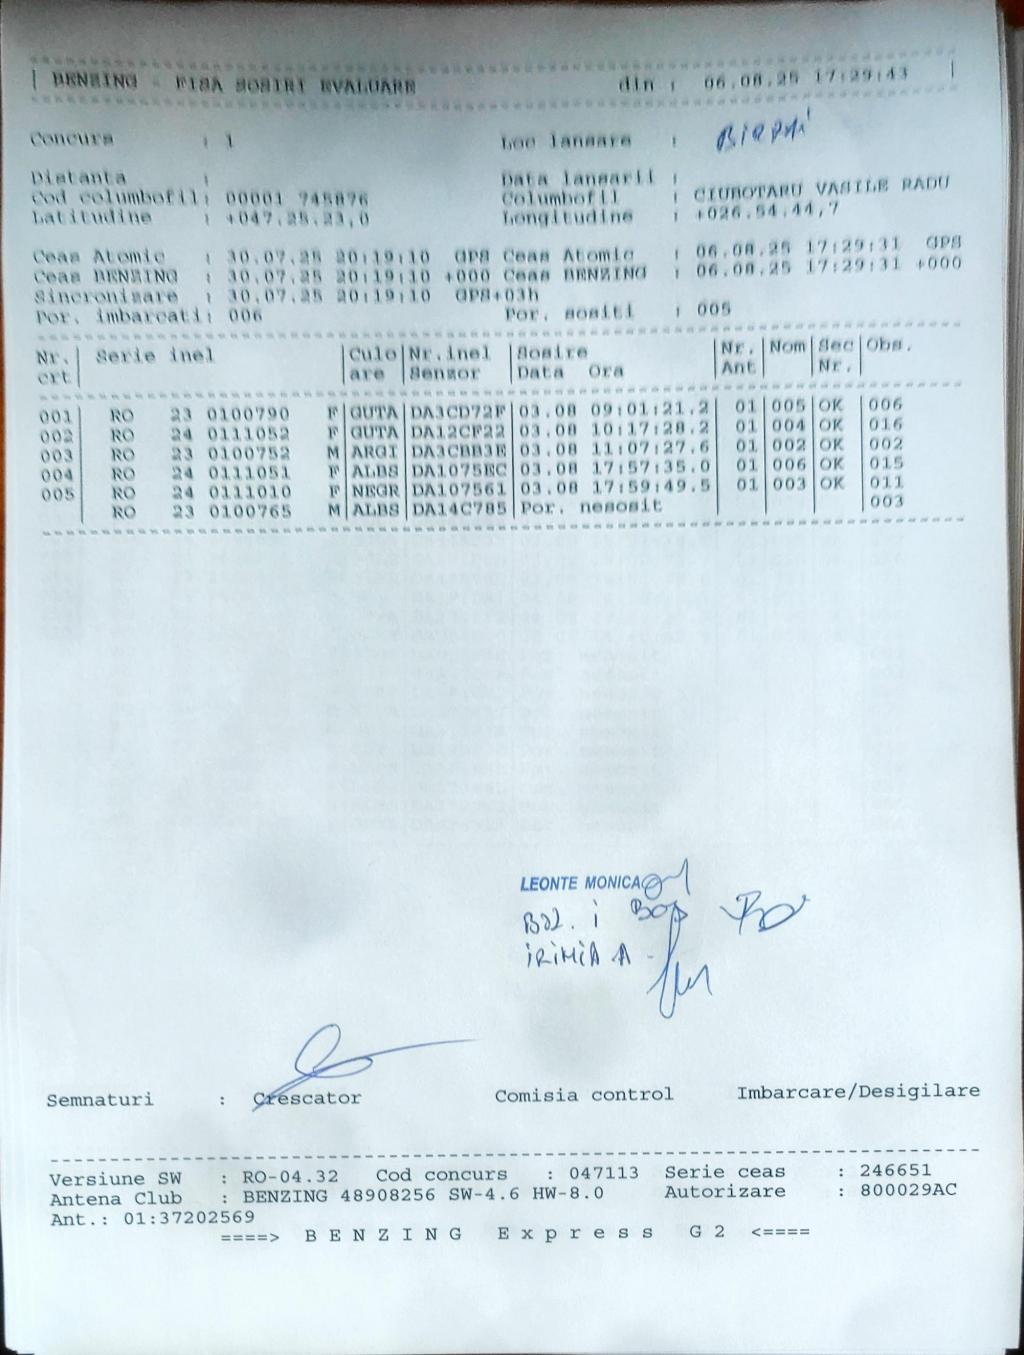 BENZING - FISA SOSIRI EVALUARE din : 06.08.25 17:29:43
Concurs : 1 Loc lansare :
Distanta : Data lansarii :
Cod columbofil: 00001 745876 Columbofil : CIUBOTARU VASILE RADU
Latitudine : +047.25.23,0 Longitudine : +026.54.44,7
Ceas Atomic : 30.07.25 20:19:10 GPS Ceas Atomic : 06.08.25 17:29:31 GPS
Ceas BENZING : 30.07.25 20:19:10 +000 Ceas BENZING : 06.08.25 17:29:31 +000
Sincronizare : 30.07.25 20:19:10 GPS+03h
Por. imbarcati: 006 Por. sositi : 005
Nr. Serie inel Culo Nr.inel Sosire Nr. Nom Sec Obs.
crt are Senzor Data Ora Ant Nr.
001 RO 23 0100790 F GUTA DA3CD72F 03.08 09:01:21.2 01 005 OK 006
002 RO 24 0111052 F GUTA DA12CF22 03.08 10:17:28.2 01 004 OK 016
003 RO 23 0100752 M ARGI DA3CBB3E 03.08 11:07:27.6 01 002 OK 002
004 RO 24 0111051 F ALBS DA1075EC 03.08 17:57:35.0 01 006 OK 015
005 RO 24 0111010 F NEGR DA107561 03.08 17:59:49.5 01 003 OK 011
RO 23 0100765 M ALBS DA14C785 Por. nesosit 003
LEONTE MONICA
IRIMIA A
Semnaturi : Crescator Comisia control Imbarcare/Desigilare
Versiune SW : RO-04.32 Cod concurs : 047113 Serie ceas : 246651
Antena Club : BENZING 48908256 SW-4.6 HW-8.0 Autorizare : 800029AC
Ant.: 01:37202569
====> B E N Z I N G E x p r e s s G 2 <====